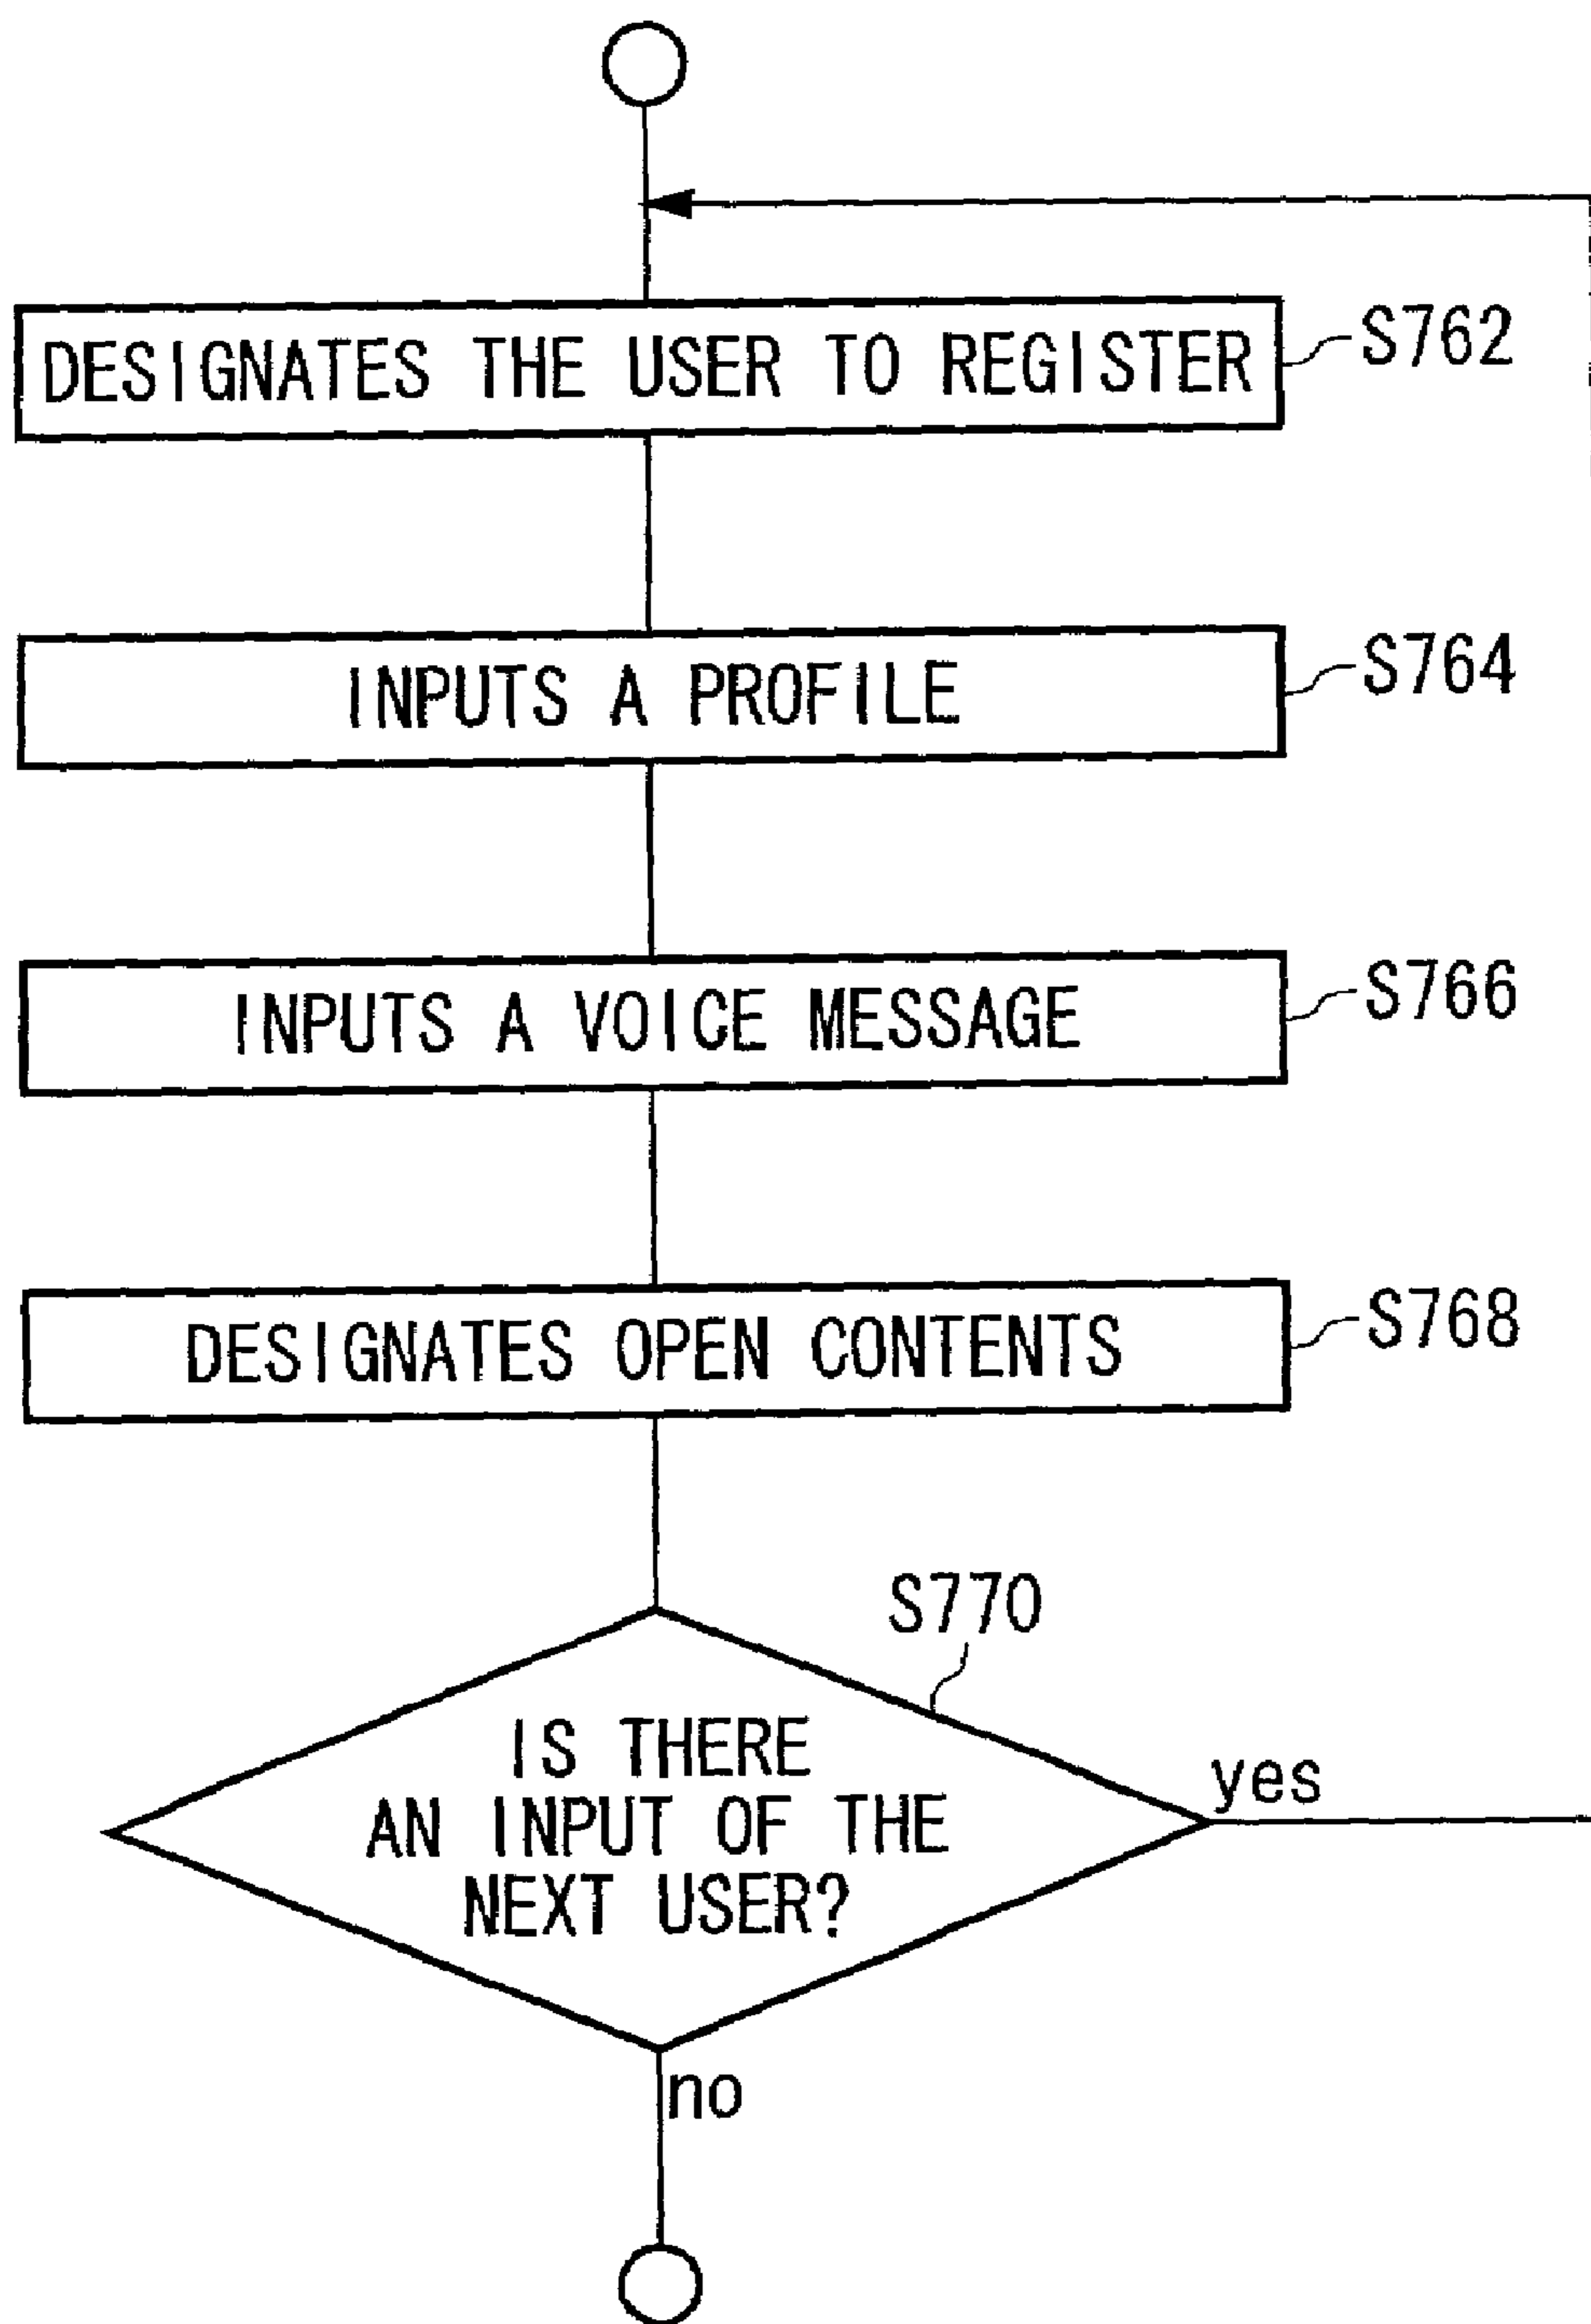 DESIGNATES THE USER TO REGISTER
S762
INPUTS A PROFILE
S764
INPUTS A VOICE MESSAGE
S766
DESIGNATES OPEN CONTENTS
S768
S770
IS THERE
AN INPUT OF THE
NEXT USER?
yes
no